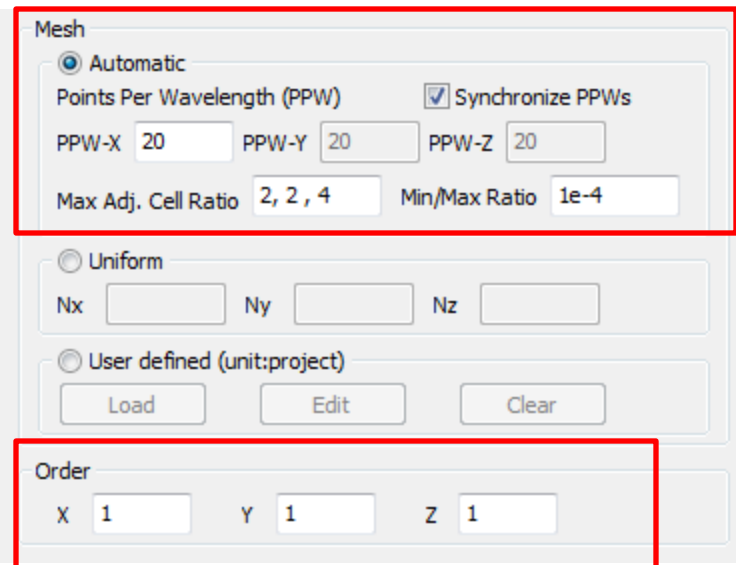 Mesh
Automatic
Points Per Wavelength (PPW) Synchronize PPWs
PPW-X 20 PPW-Y 20 PPW-Z 20
Max Adj. Cell Ratio 2, 2 , 4 Min/Max Ratio 1e-4
Uniform
Nx Ny Nz
User defined (unit:project)
Load Edit Clear
Order
X 1 Y 1 Z 1